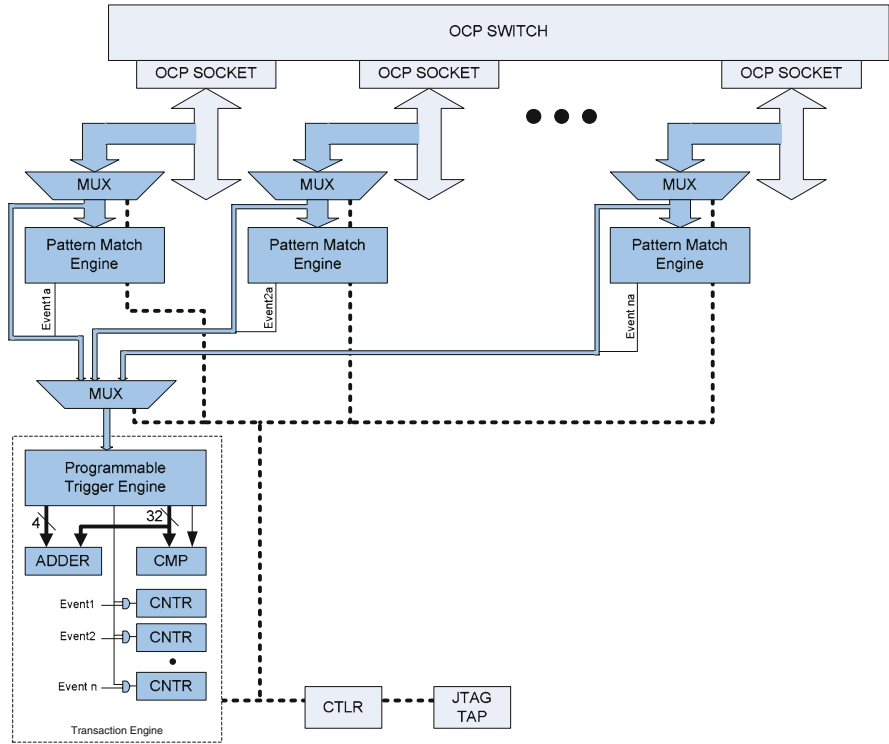 OCP SWITCH
OCP SOCKET
OCP SOCKET
OCP SOCKET
MUX
MUX
MUX
Pattern Match
Engine
Pattern Match
Engine
Pattern Match
Engine
Event1a
Event2a
Event na
MUX
Programmable
Trigger Engine
4
32
ADDER
CMP
Event1
CNTR
Event2
CNTR
Event n
CNTR
CTLR
JTAG
TAP
Transaction Engine